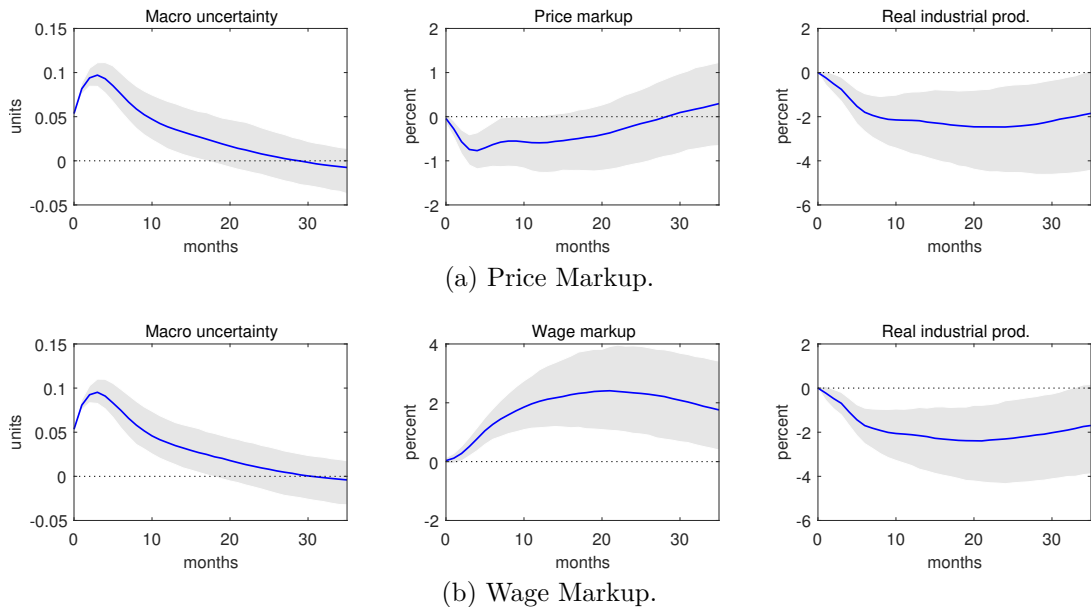 Macro uncertainty
Price markup
Real industrial prod.
0.15
0.1
0.05
0
-0.05
units
0 10 20 30
months
2
1
0
-1
-2
percent
0 10 20 30
months
2
0
-2
-4
-6
percent
0 10 20 30
months
(a) Price Markup.
Macro uncertainty
Wage markup
Real industrial prod.
0.15
0.1
0.05
0
-0.05
units
0 10 20 30
months
4
2
0
-2
percent
0 10 20 30
months
2
0
-2
-4
-6
percent
0 10 20 30
months
(b) Wage Markup.